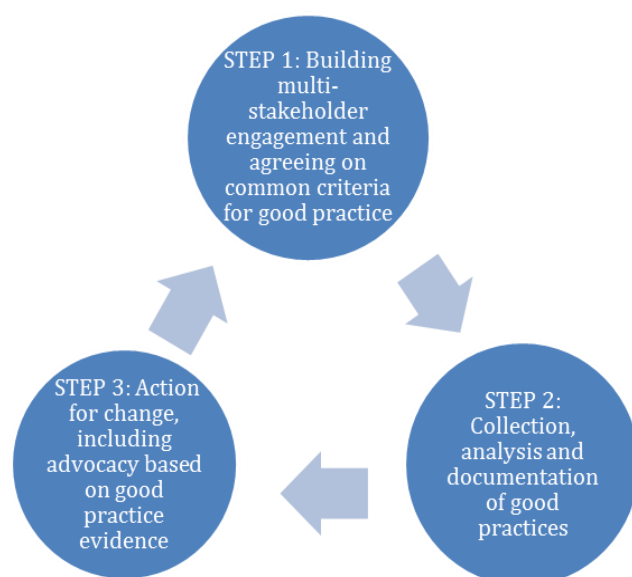 STEP 1: Building
multi-
stakeholder
engagement and
agreeing on
common criteria
for good practice
STEP 2:
Collection,
analysis and
documentation
of good
practices
STEP 3: Action
for change,
including
advocacy based
on good
practice
evidence